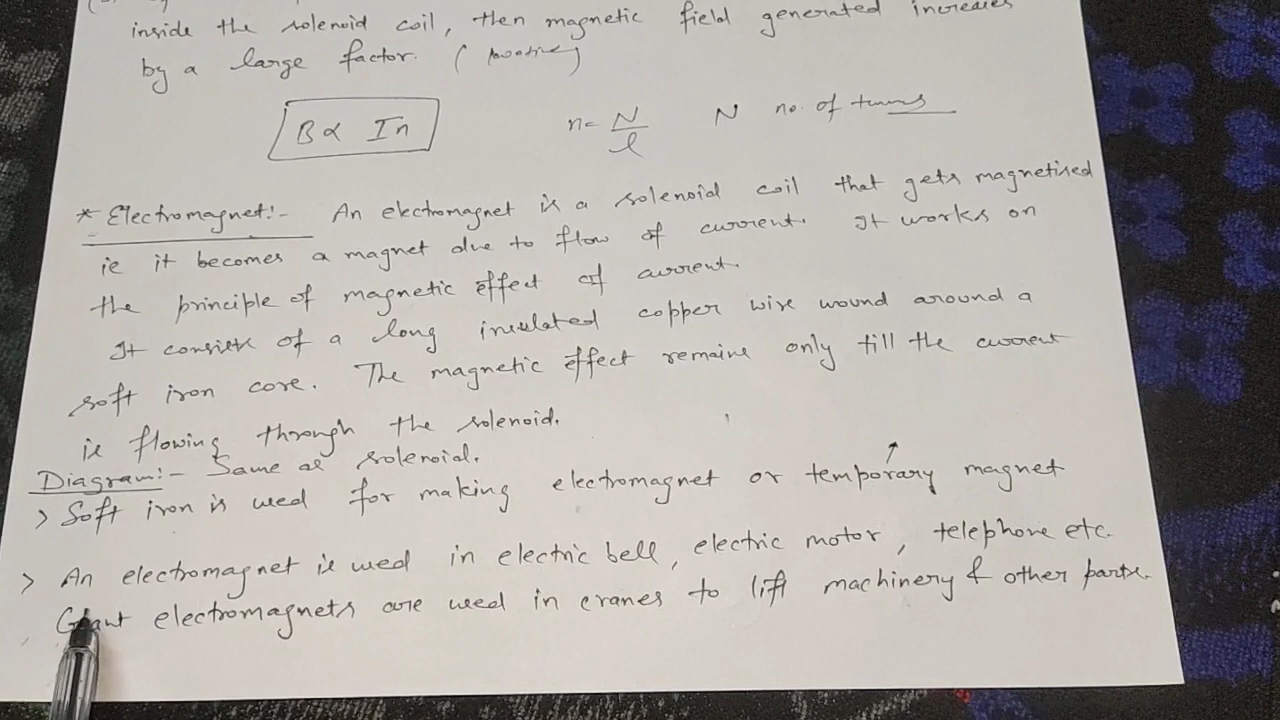 inside the solenoid coil, then magnetic field generated increases
by a large factor.
B ∝ In n = N/l N no. of turns
* Electromagnet:- An electromagnet is a solenoid coil that gets magnetised
ie it becomes a magnet due to flow of current. It works on
the principle of magnetic effect of current.
It consists of a long insulated copper wire wound around a
soft iron core. The magnetic effect remains only till the current
is flowing through the solenoid.
Diagram:- Same as solenoid.
> Soft iron is used for making electromagnet or temporary magnet
> An electromagnet is used in electric bell, electric motor, telephone etc.
Giant electromagnets are used in cranes to lift machinery & other parts.